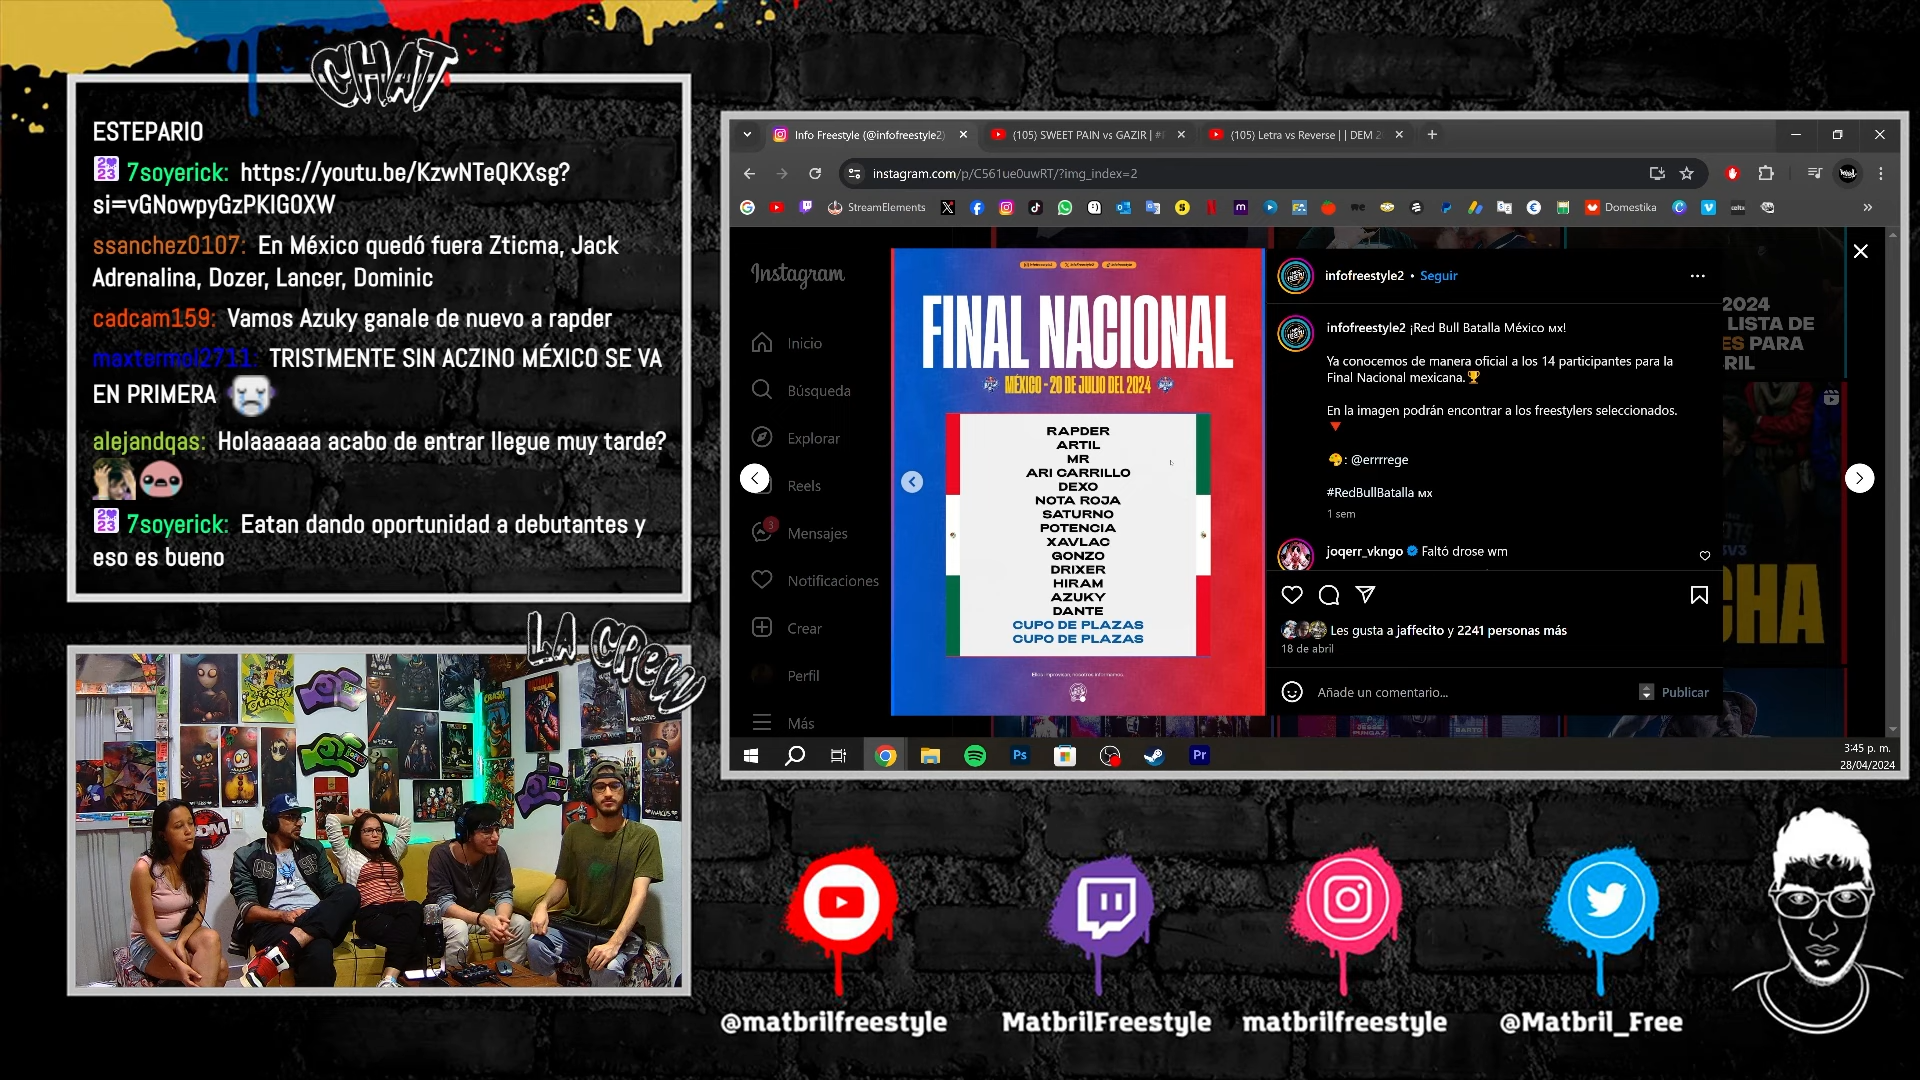 CHAT
ESTEPARIO
7soyerick: https://youtu.be/KzwNTeQKXsg?
si=vGNowpyGzPKIGOXW
ssanchez0107: En México quedó fuera Zticma, Jack
Adrenalina, Dozer, Lancer, Dominic
cadcam159: Vamos Azuky ganale de nuevo a rapder
maxtermol2711: TRISTMENTE SIN ACZINO MÉXICO SE VA
EN PRIMERA
alejandqas: Holaaaaaa acabo de entrar llegue muy tarde?
7soyerick: Eatan dando oportunidad a debutantes y
eso es bueno
LA CREW
Info Freestyle (@infofreestyle2)
(105) SWEET PAIN vs GAZIR | #F
(105) Letra vs Reverse | | DEM 2
instagram.com/p/C561ue0uwRT/?img_index=2
StreamElements
Domestika
Instagram
Inicio
Búsqueda
Explorar
Reels
3
Mensajes
Notificaciones
Crear
Perfil
Más
FINAL NACIONAL
MÉXICO - 20 DE JULIO DEL 2024
RAPDER
ARTIL
MR
ARI CARRILLO
DEXO
NOTA ROJA
SATURNO
POTENCIA
XAVLAC
GONZO
DRIXER
HIRAM
AZUKY
DANTE
CUPO DE PLAZAS
CUPO DE PLAZAS
infofreestyle2 • Seguir
infofreestyle2 ¡Red Bull Batalla México MX!
Ya conocemos de manera oficial a los 14 participantes para la
Final Nacional mexicana.
En la imagen podrán encontrar a los freestylers seleccionados.
: @errrrege
#RedBullBatalla MX
1 sem
joqerr_vkngo Faltó drose wm
Les gusta a jaffecito y 2241 personas más
18 de abril
Añade un comentario...
Publicar
2024
LISTA DE
ES PARA
RIL
CHA
Ps
Pr
3:45 p. m.
28/04/2024
@matbrilfreestyle
MatbrilFreestyle
matbrilfreestyle
@Matbril_Free